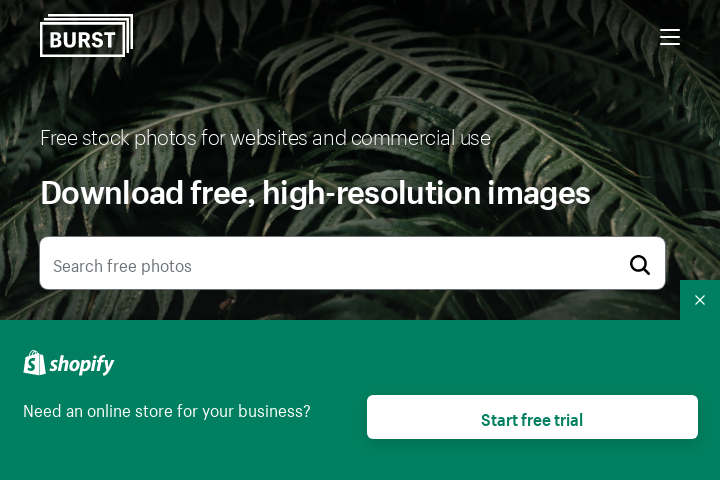 BURST
Free stock photos for websites and commercial use
Download free, high-resolution images
Search free photos
shopify
Need an online store for your business?
Start free trial